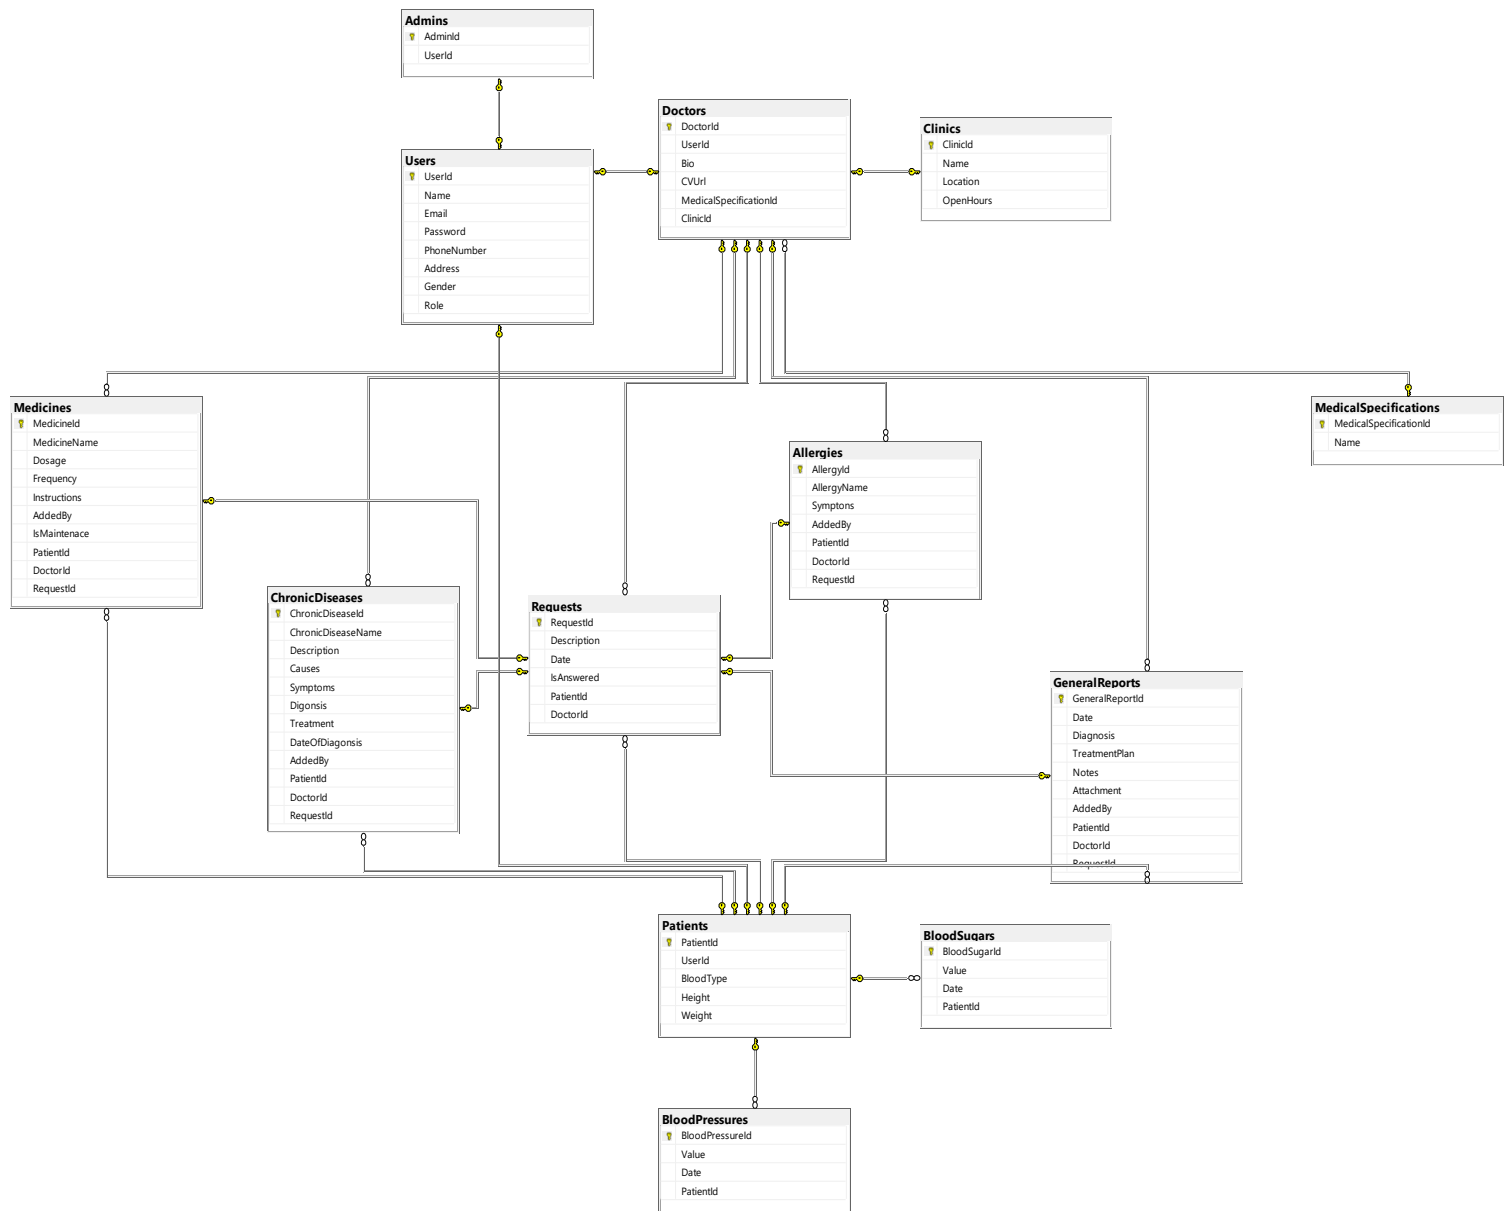 Admins
AdminId
UserId
Doctors
DoctorId
UserId
Bio
CVUrl
MedicalSpecificationId
ClinicId
Clinics
ClinicId
Name
Location
OpenHours
Users
UserId
Name
Email
Password
PhoneNumber
Address
Gender
Role
Medicines
MedicineId
MedicineName
Dosage
Frequency
Instructions
AddedBy
IsMaintenace
PatientId
DoctorId
RequestId
MedicalSpecifications
MedicalSpecificationId
Name
Allergies
AllergyId
AllergyName
Symptons
AddedBy
PatientId
DoctorId
RequestId
ChronicDiseases
ChronicDiseaseId
ChronicDiseaseName
Description
Causes
Symptoms
Digonsis
Treatment
DateOfDiagonsis
AddedBy
PatientId
DoctorId
RequestId
Requests
RequestId
Description
Date
IsAnswered
PatientId
DoctorId
GeneralReports
GeneralReportId
Date
Diagnosis
TreatmentPlan
Notes
Attachment
AddedBy
PatientId
DoctorId
RequestId
Patients
PatientId
UserId
BloodType
Height
Weight
BloodSugars
BloodSugarId
Value
Date
PatientId
BloodPressures
BloodPressureId
Value
Date
PatientId